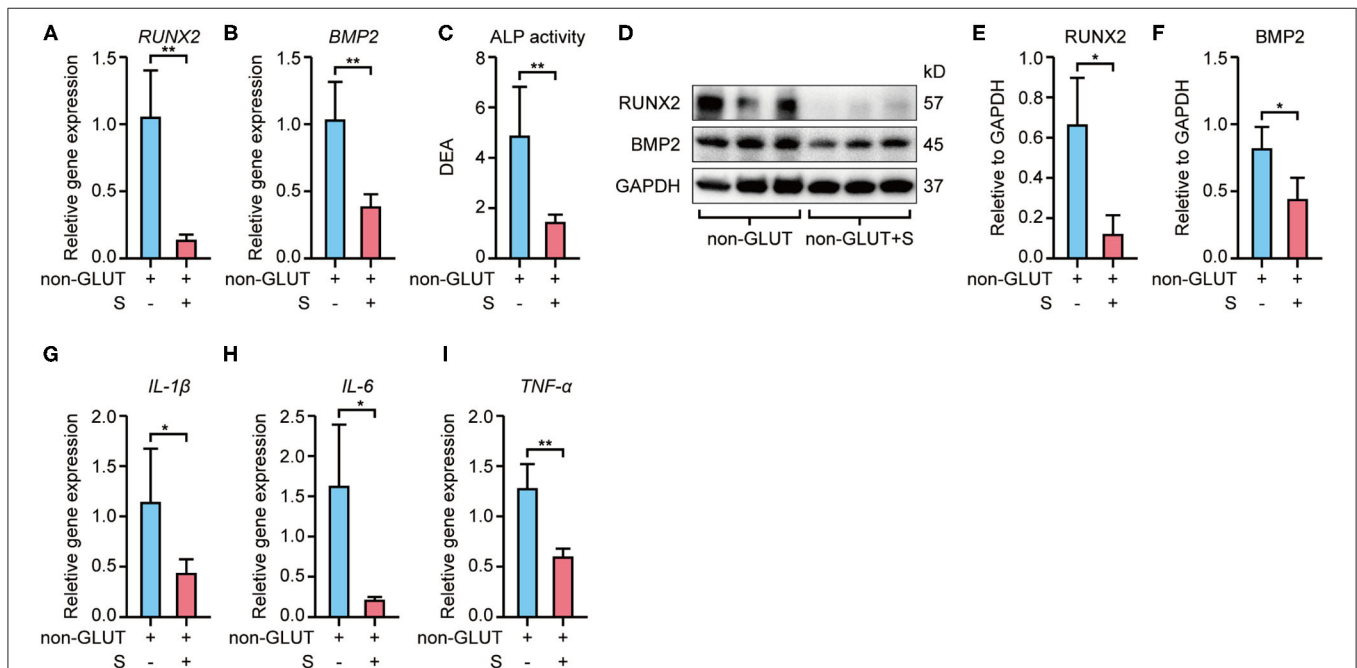 A RUNX2
**
Reletive gene expression
1.5
1.0
0.5
0.0
non-GLUT + +
S - +
B BMP2
**
Reletive gene expression
1.5
1.0
0.5
0.0
non-GLUT + +
S - +
C ALP activity
**
DEA
8
6
4
2
0
non-GLUT + +
S - +
D
kD
RUNX2 57
BMP2 45
GAPDH 37
non-GLUT non-GLUT+S
E RUNX2
*
Reletive to GAPDH
1.0
0.8
0.6
0.4
0.2
0.0
non-GLUT + +
S - +
F BMP2
*
Reletive to GAPDH
1.5
1.0
0.5
0.0
non-GLUT + +
S - +
G
IL-1β
*
Reletive gene expression
2.0
1.5
1.0
0.5
0.0
non-GLUT + +
S - +
H
IL-6
*
Reletive gene expression
2.5
2.0
1.5
1.0
0.5
0.0
non-GLUT + +
S - +
I
TNF-α
**
Reletive gene expression
2.0
1.5
1.0
0.5
0.0
non-GLUT + +
S - +